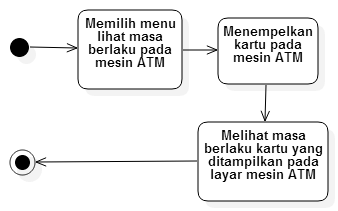 Memilih menu
lihat masa
berlaku pada
mesin ATM
Menempelkan
kartu pada
mesin ATM
Melihat masa
berlaku kartu yang
ditampilkan pada
layar mesin ATM